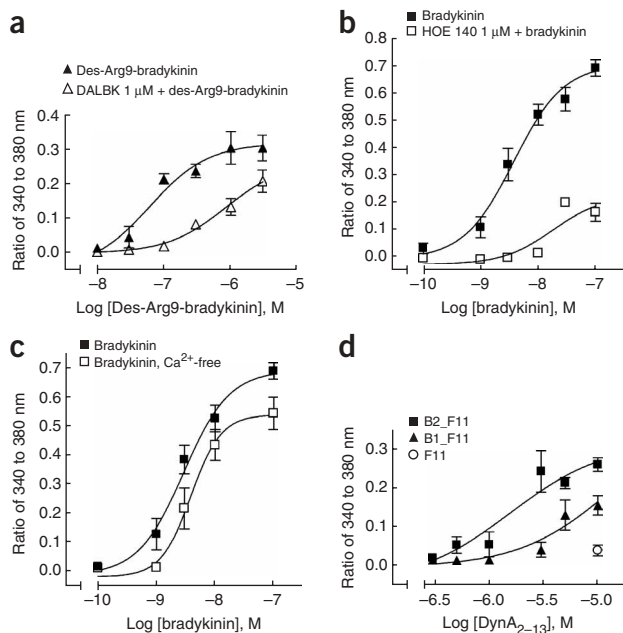 a
Des-Arg9-bradykinin
DALBK 1 μM + des-Arg9-bradykinin
Ratio of 340 to 380 nm
0.4
0.3
0.2
0.1
0.0
–8 –7 –6 –5
Log [Des-Arg9-bradykinin], M
b
Bradykinin
HOE 140 1 μM + bradykinin
Ratio of 340 to 380 nm
0.8
0.7
0.6
0.5
0.4
0.3
0.2
0.1
0.0
–10 –9 –8 –7
Log [bradykinin], M
c
Bradykinin
Bradykinin, Ca2+-free
Ratio of 340 to 380 nm
0.7
0.6
0.5
0.4
0.3
0.2
0.1
0.0
–10 –9 –8 –7
Log [bradykinin], M
d
B2_F11
B1_F11
F11
Ratio of 340 to 380 nm
0.3
0.2
0.1
0.0
–6.5 –6.0 –5.5 –5.0
Log [DynA2–13], M